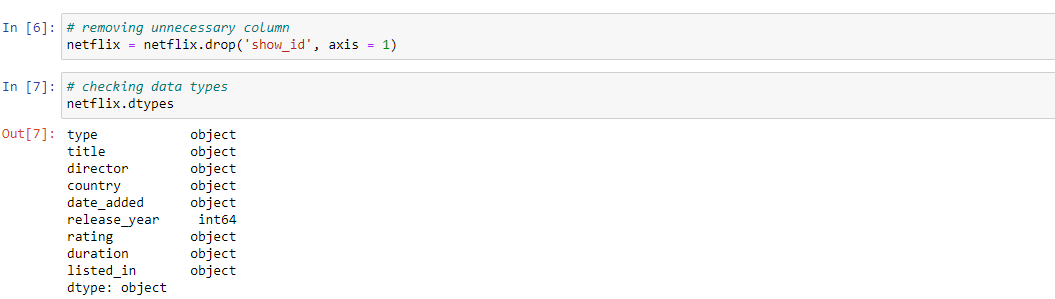 In [6]: # removing unnecessary column
netflix = netflix.drop('show_id', axis = 1)
In [7]: # checking data types
netflix.dtypes
Out[7]: type object
title object
director object
country object
date_added object
release_year int64
rating object
duration object
listed_in object
dtype: object